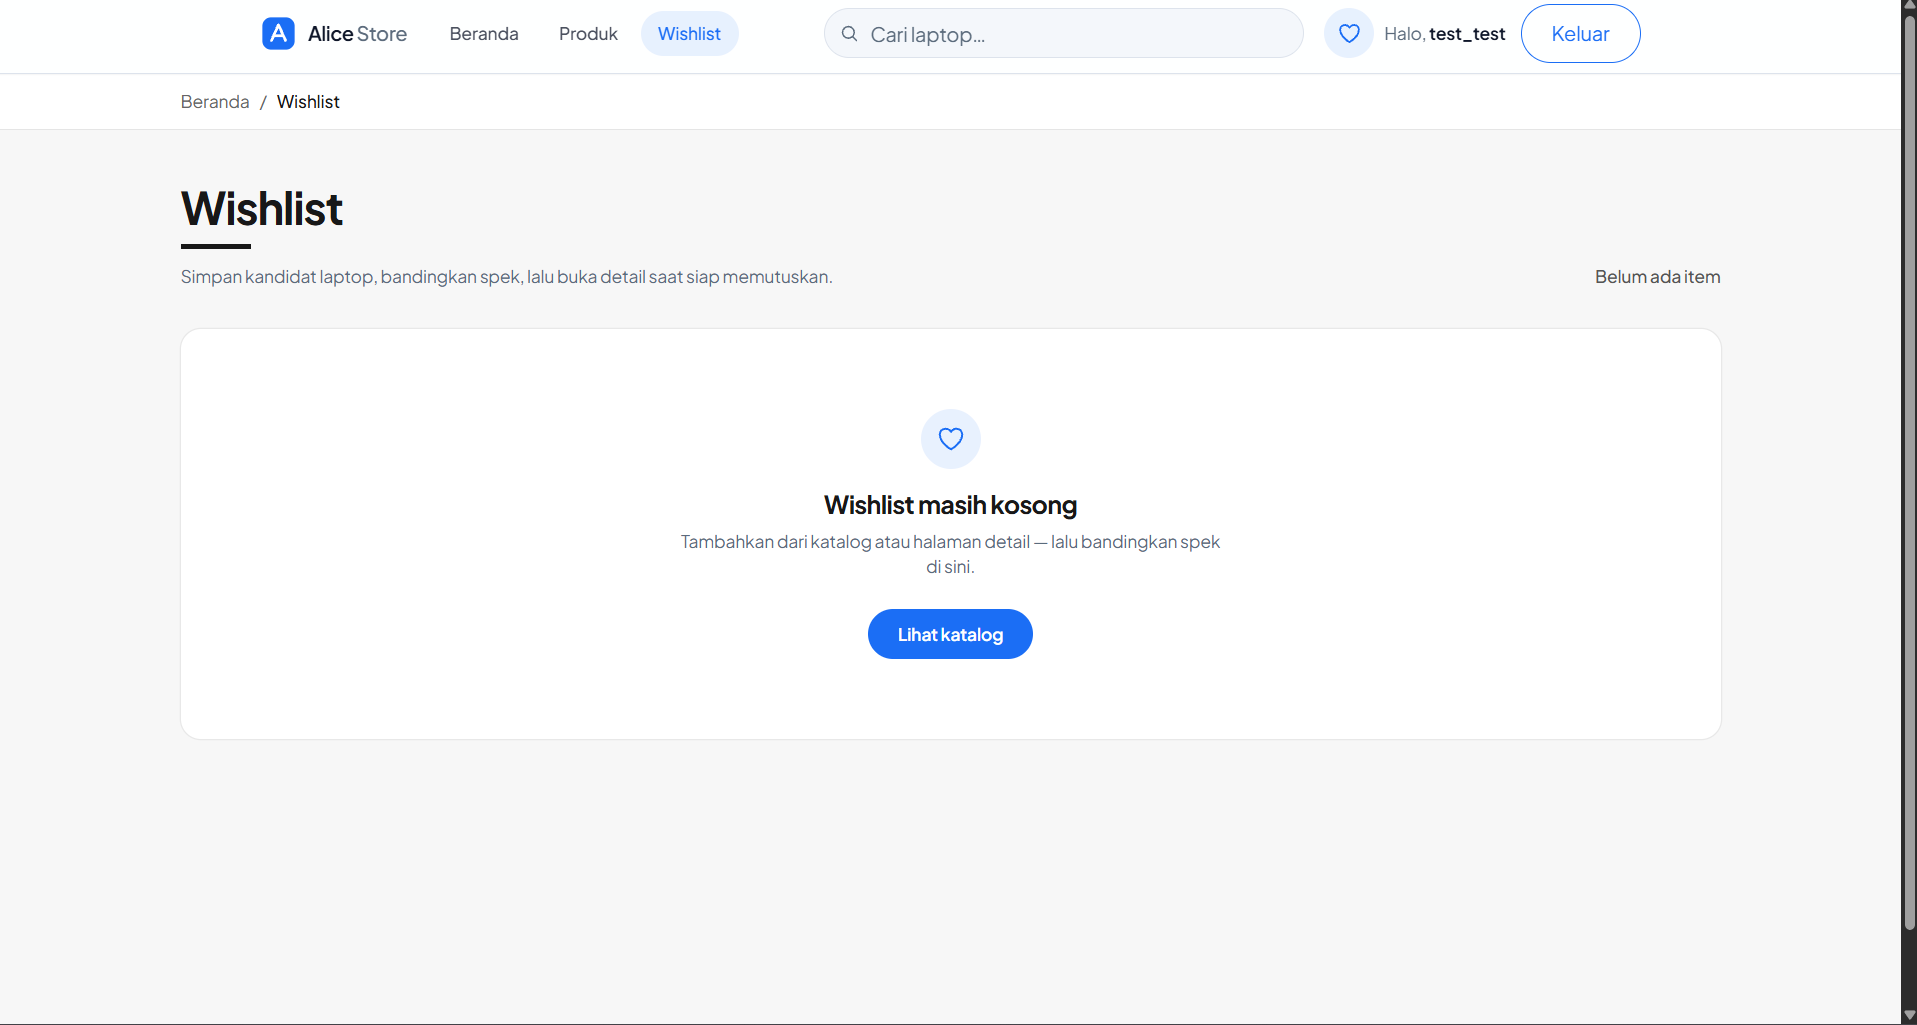 A Alice Store Beranda Produk Wishlist Cari laptop... Halo, test_test Keluar
Beranda / Wishlist
Wishlist
Simpan kandidat laptop, bandingkan spek, lalu buka detail saat siap memutuskan. Belum ada item
Wishlist masih kosong
Tambahkan dari katalog atau halaman detail — lalu bandingkan spek
di sini.
Lihat katalog